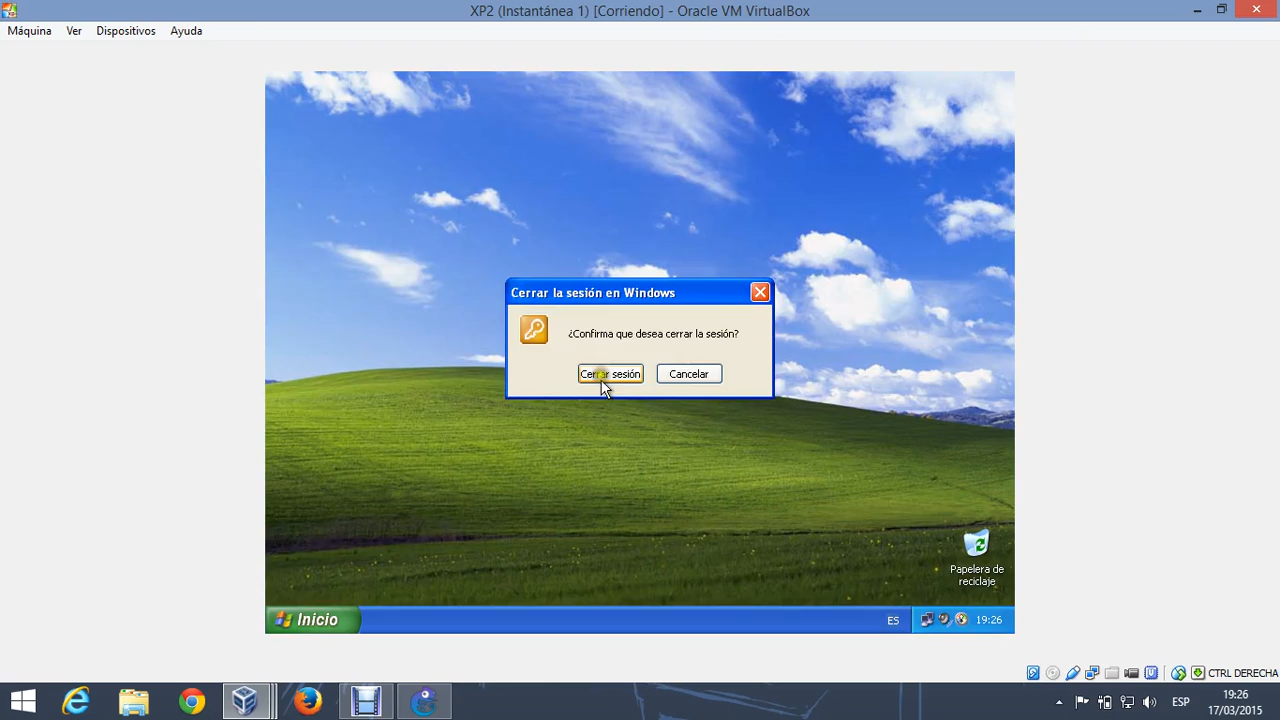 XP2 (Instantánea 1) [Corriendo] - Oracle VM VirtualBox
Máquina Ver Dispositivos Ayuda
Cerrar la sesión en Windows
¿Confirma que desea cerrar la sesión?
Cerrar sesión Cancelar
Papelera de
reciclaje
Inicio ES 19:26
CTRL DERECHA
ESP 19:26
17/03/2015